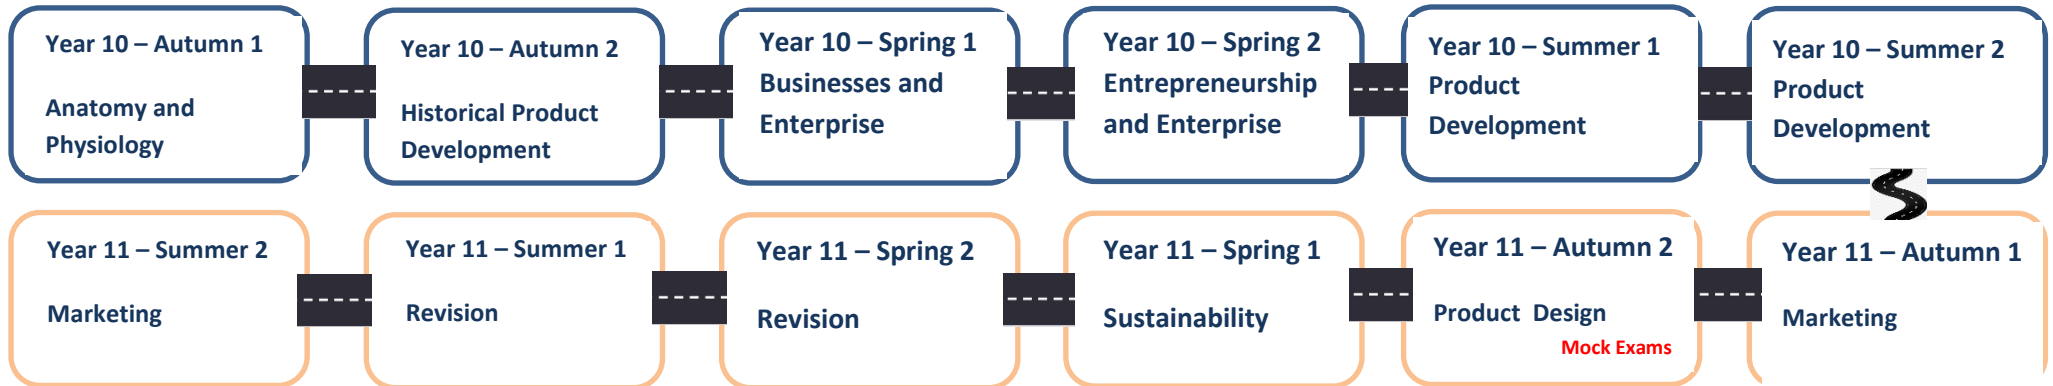 Year 10 – Autumn 1
Anatomy and
Physiology
Year 10 – Autumn 2
Historical Product
Development
Year 10 – Spring 1
Businesses and
Enterprise
Year 10 – Spring 2
Entrepreneurship
and Enterprise
Year 10 – Summer 1
Product
Development
Year 10 – Summer 2
Product
Development
Year 11 – Summer 2
Marketing
Year 11 – Summer 1
Revision
Year 11 – Spring 2
Revision
Year 11 – Spring 1
Sustainability
Year 11 – Autumn 2
Product Design
Mock Exams
Year 11 – Autumn 1
Marketing